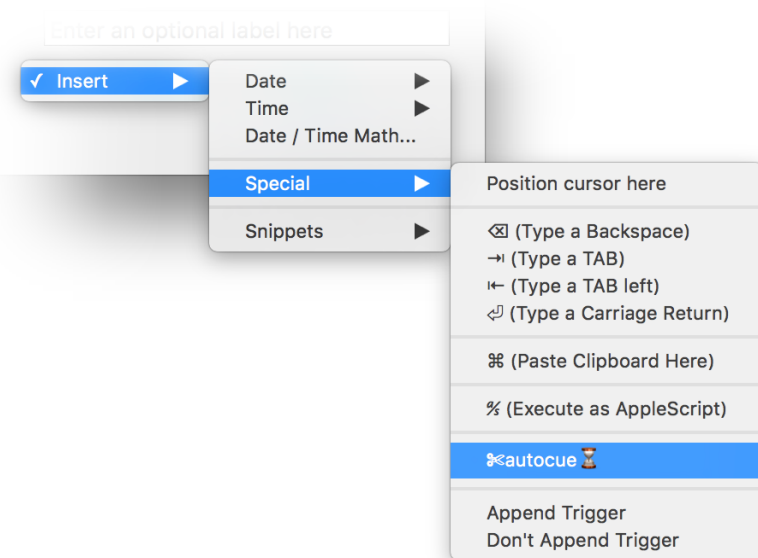 Enter an optional label here
✓ Insert ▶
Date ▶
Time ▶
Date / Time Math...
Special ▶
Snippets ▶
Position cursor here
⌫ (Type a Backspace)
⇥ (Type a TAB)
⇤ (Type a TAB left)
⏎ (Type a Carriage Return)
⌘ (Paste Clipboard Here)
% (Execute as AppleScript)
✄autocue⏳
Append Trigger
Don't Append Trigger